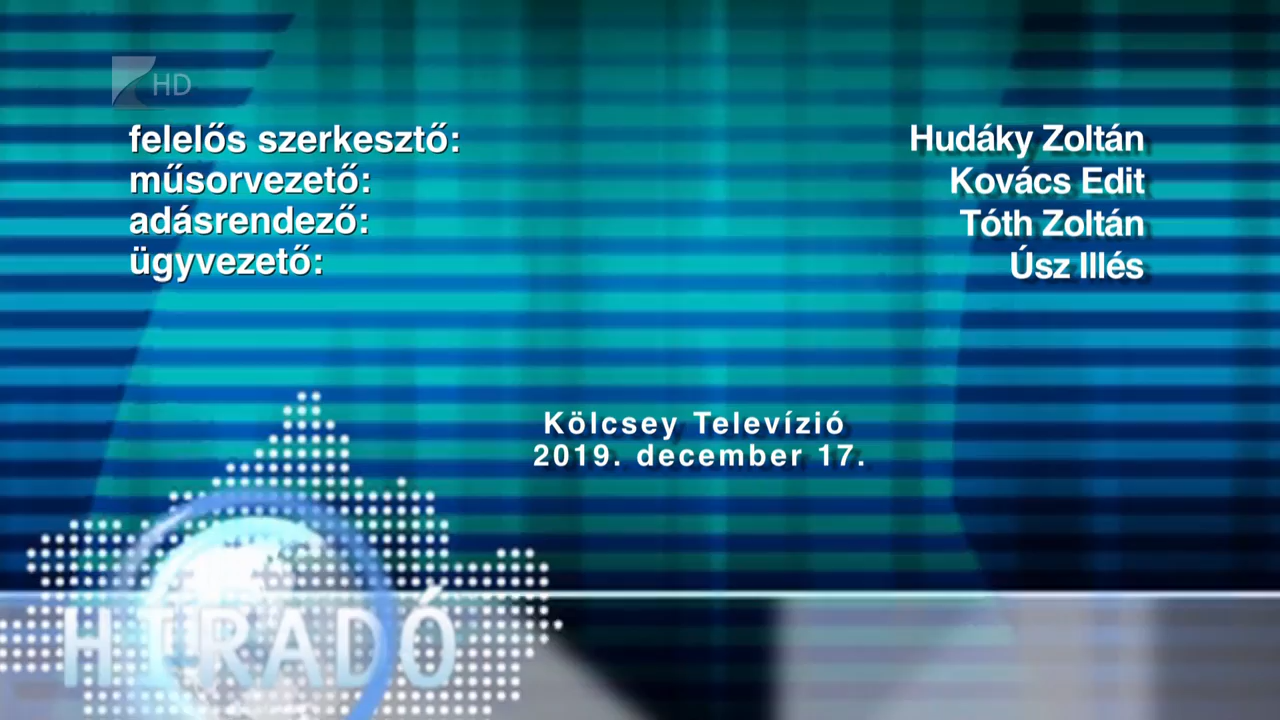 HD
felelős szerkesztő: Hudáky Zoltán
műsorvezető: Kovács Edit
adásrendező: Tóth Zoltán
ügyvezető: Úsz Illés
Kölcsey Televízió
2019. december 17.
HÍRADÓ